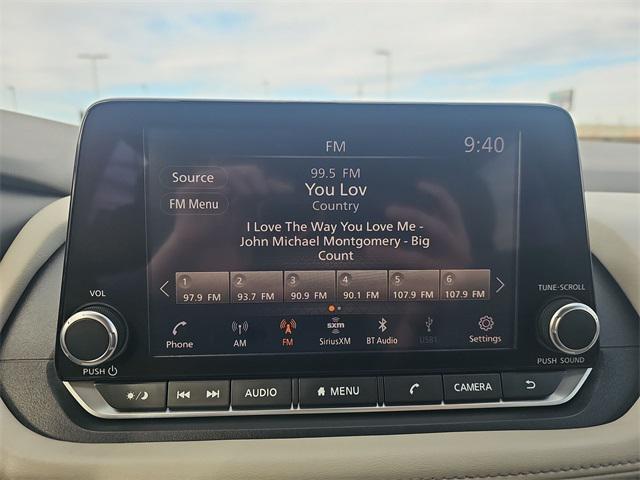 FM
9:40
99.5 FM
Source
You Lov
Country
FM Menu
I Love The Way You Love Me -
John Michael Montgomery - Big
Count
1 2 3 4 5 6
97.9 FM 93.7 FM 90.9 FM 90.1 FM 107.9 FM 107.9 FM
VOL
TUNE·SCROLL
sxm
Phone AM FM SiriusXM BT Audio USB1 Settings
PUSH
PUSH SOUND
AUDIO MENU CAMERA